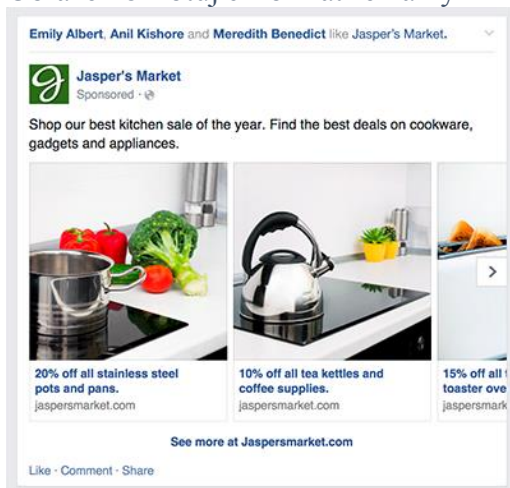 Emily Albert, Anil Kishore and Meredith Benedict like Jasper's Market.
Jasper's Market
Sponsored ·
Shop our best kitchen sale of the year. Find the best deals on cookware,
gadgets and appliances.
20% off all stainless steel
pots and pans.
jaspersmarket.com
10% off all tea kettles and
coffee supplies.
jaspersmarket.com
15% off all
toaster ove
jaspersmark
See more at Jaspersmarket.com
Like · Comment · Share